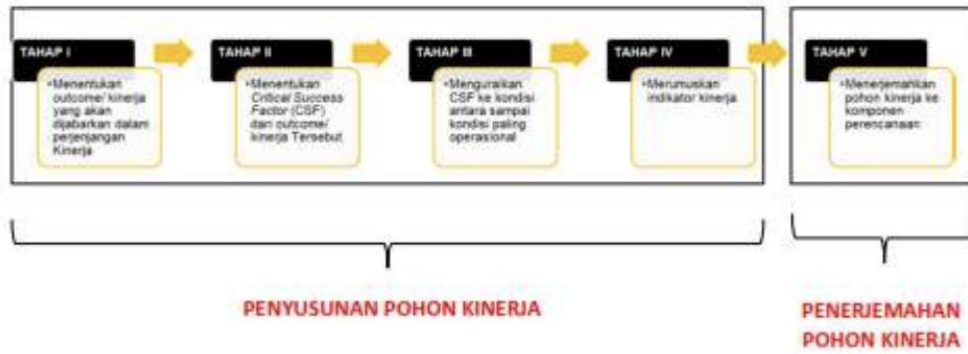 TAHAP I
•Menentukan
outcome/ kinerja
yang akan
dijabarkan dalam
perjenjangan
Kinerja
TAHAP II
•Menentukan
Critical Success
Factor (CSF)
dari outcome/
kinerja Tersebut
TAHAP III
•Menguraikan
CSF ke kondisi
antara sampai
kondisi paling
operasional
TAHAP IV
•Merumuskan
indikator kinerja
TAHAP V
•Menerjemahkan
pohon kinerja ke
komponen
perencanaan
PENYUSUNAN POHON KINERJA
PENERJEMAHAN
POHON KINERJA